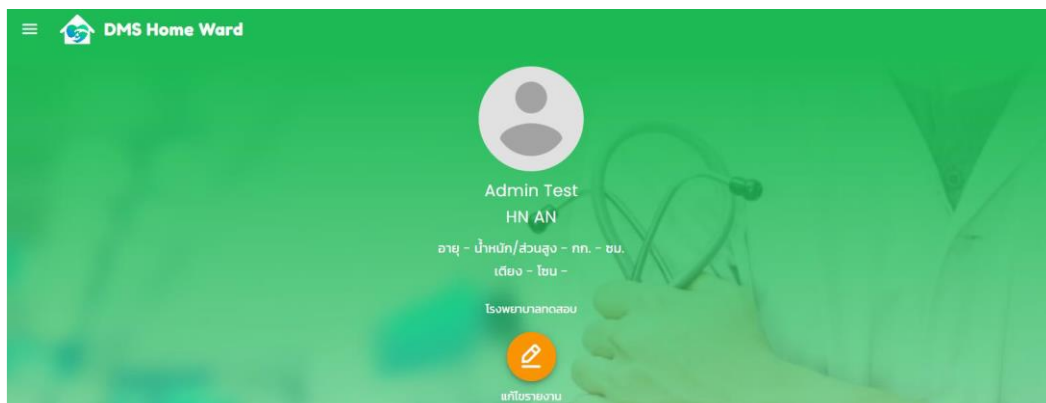 DMS Home Ward
Admin Test
HN AN
อายุ - น้ำหนัก/ส่วนสูง - กก. - ซม.
เตียง - โซน -
โรงพยาบาลทดสอบ
แก้ไขรายงาน